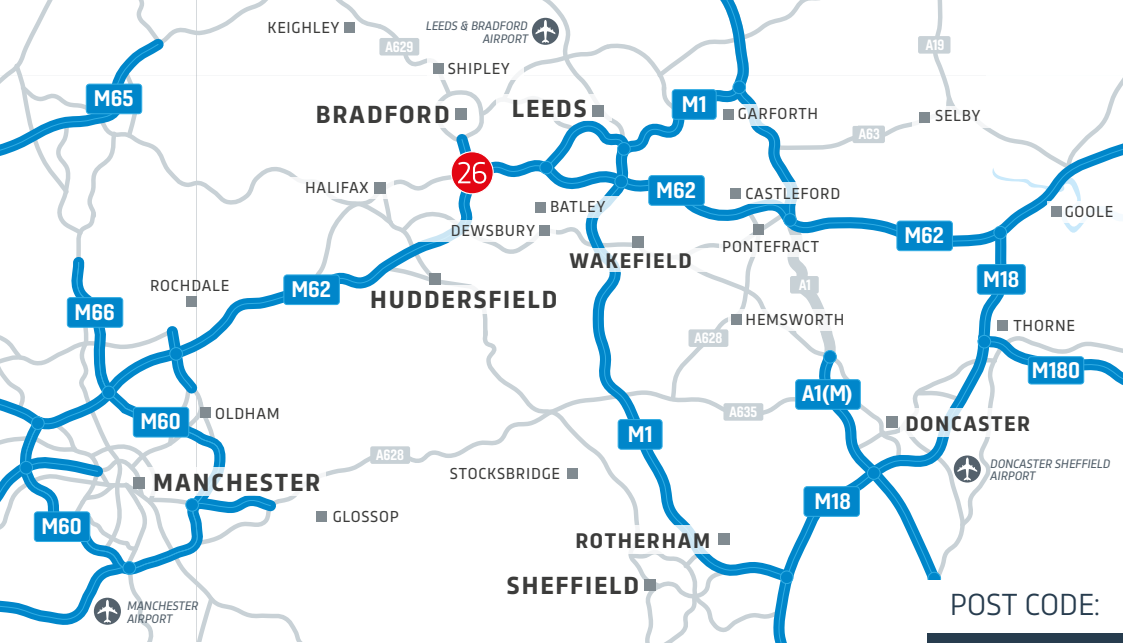 KEIGHLEY
LEEDS & BRADFORD
AIRPORT
A629
A19
SHIPLEY
M65
BRADFORD
LEEDS
M1
GARFORTH
SELBY
A63
26
HALIFAX
M62
CASTLEFORD
BATLEY
GOOLE
DEWSBURY
M62
PONTEFRACT
WAKEFIELD
M18
A1
ROCHDALE
M62
HUDDERSFIELD
M66
HEMSWORTH
THORNE
A628
M180
A1(M)
M60
OLDHAM
A635
DONCASTER
M1
A628
DONCASTER SHEFFIELD
AIRPORT
STOCKSBRIDGE
MANCHESTER
M18
GLOSSOP
M60
ROTHERHAM
SHEFFIELD
MANCHESTER
AIRPORT
POST CODE: